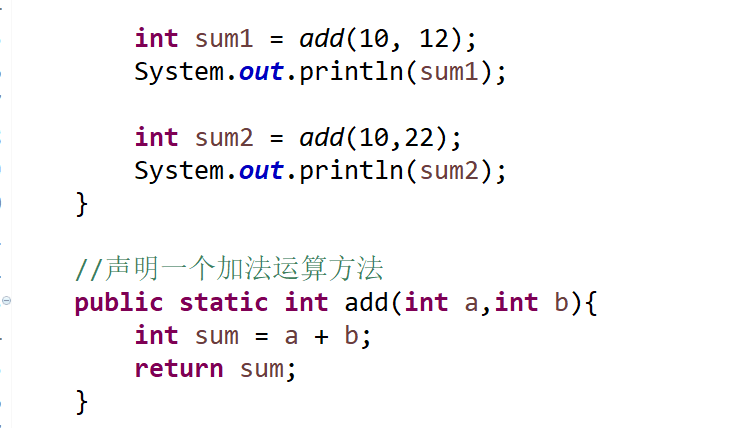 int sum1 = add(10, 12);
System.out.println(sum1);
int sum2 = add(10,22);
System.out.println(sum2);
}
//声明一个加法运算方法
public static int add(int a,int b){
int sum = a + b;
return sum;
}